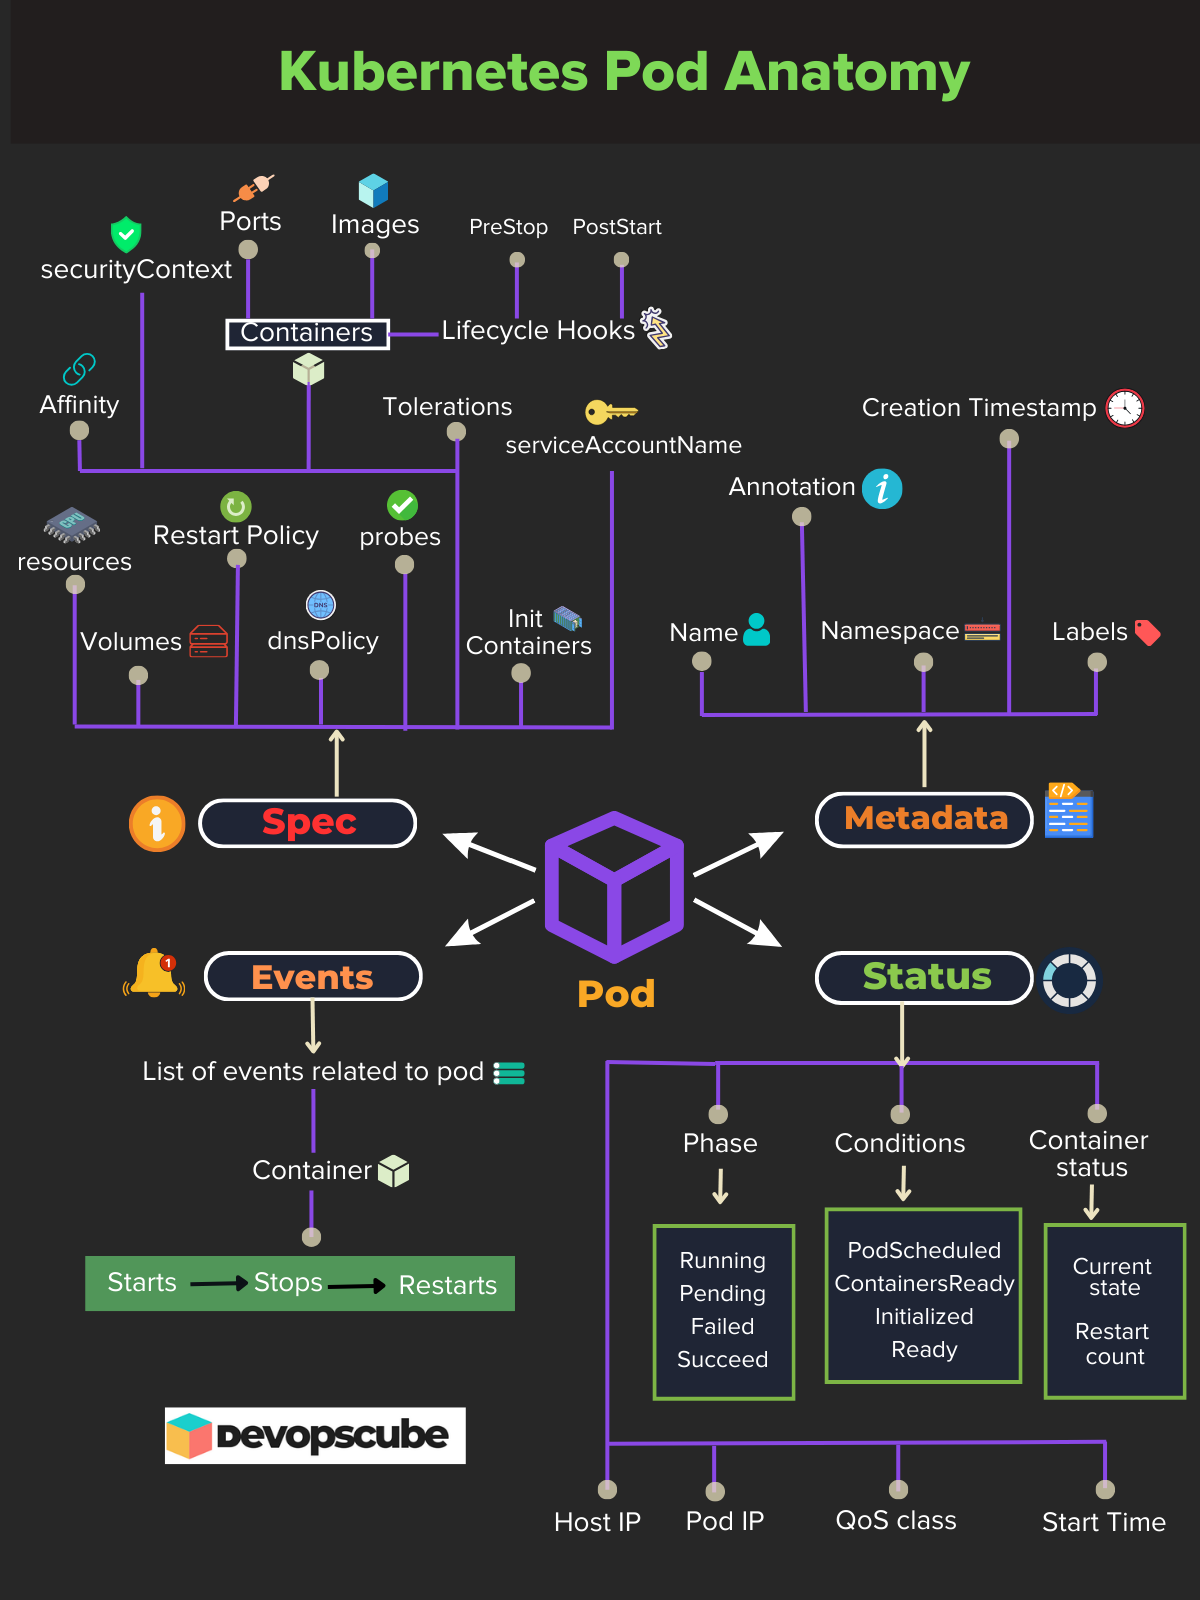 Kubernetes Pod Anatomy
Ports
Images
PreStop
PostStart
securityContext
Containers
Lifecycle Hooks
Affinity
Tolerations
serviceAccountName
Creation Timestamp
Annotation
CPU
resources
Restart Policy
probes
DNS
dnsPolicy
Volumes
Init
Containers
Name
Namespace
Labels
Spec
Metadata
</>
1
Events
Pod
Status
List of events related to pod
Container
Starts
Stops
Restarts
Phase
Conditions
Container
status
Running
Pending
Failed
Succeed
PodScheduled
ContainersReady
Initialized
Ready
Current
state
Restart
count
Devopscube
Host IP
Pod IP
QoS class
Start Time